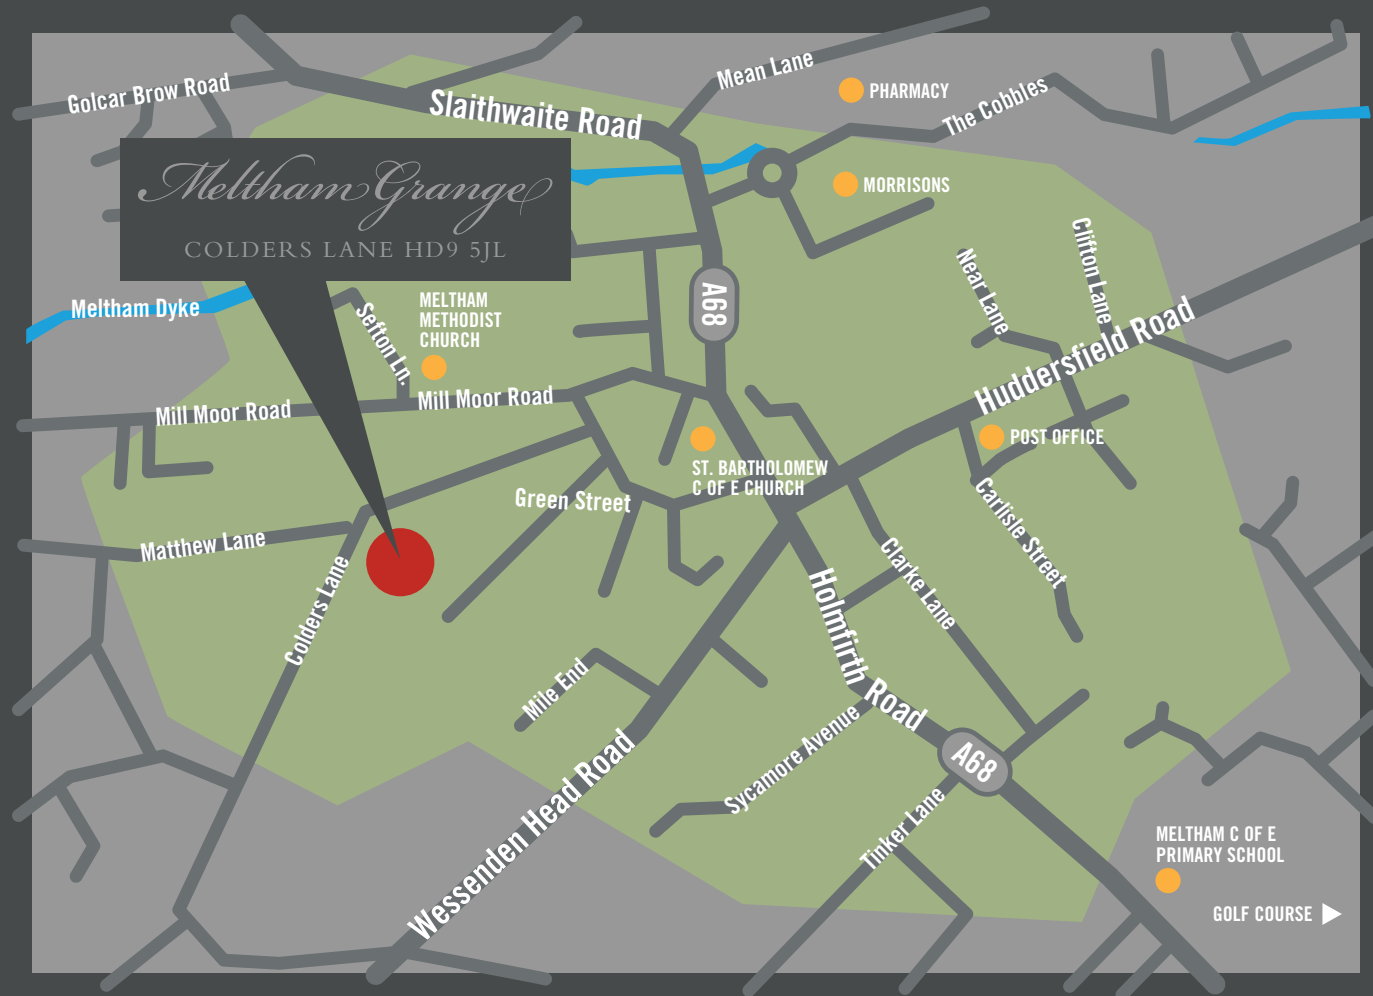 Golcar Brow Road
Slaithwaite Road
Mean Lane
PHARMACY
The Cobbles
MORRISONS
Meltham Grange
COLDERS LANE HD9 5JL
Clifton Lane
Near Lane
A68
Meltham Dyke
Sefton Ln.
MELTHAM
METHODIST
CHURCH
Huddersfield Road
Mill Moor Road
Mill Moor Road
POST OFFICE
ST. BARTHOLOMEW
C OF E CHURCH
Green Street
Carlisle Street
Matthew Lane
Colders Lane
Clarke Lane
Holmfirth Road
Mile End
Sycamore Avenue
A68
Wessenden Head Road
Tinker Lane
MELTHAM C OF E
PRIMARY SCHOOL
GOLF COURSE